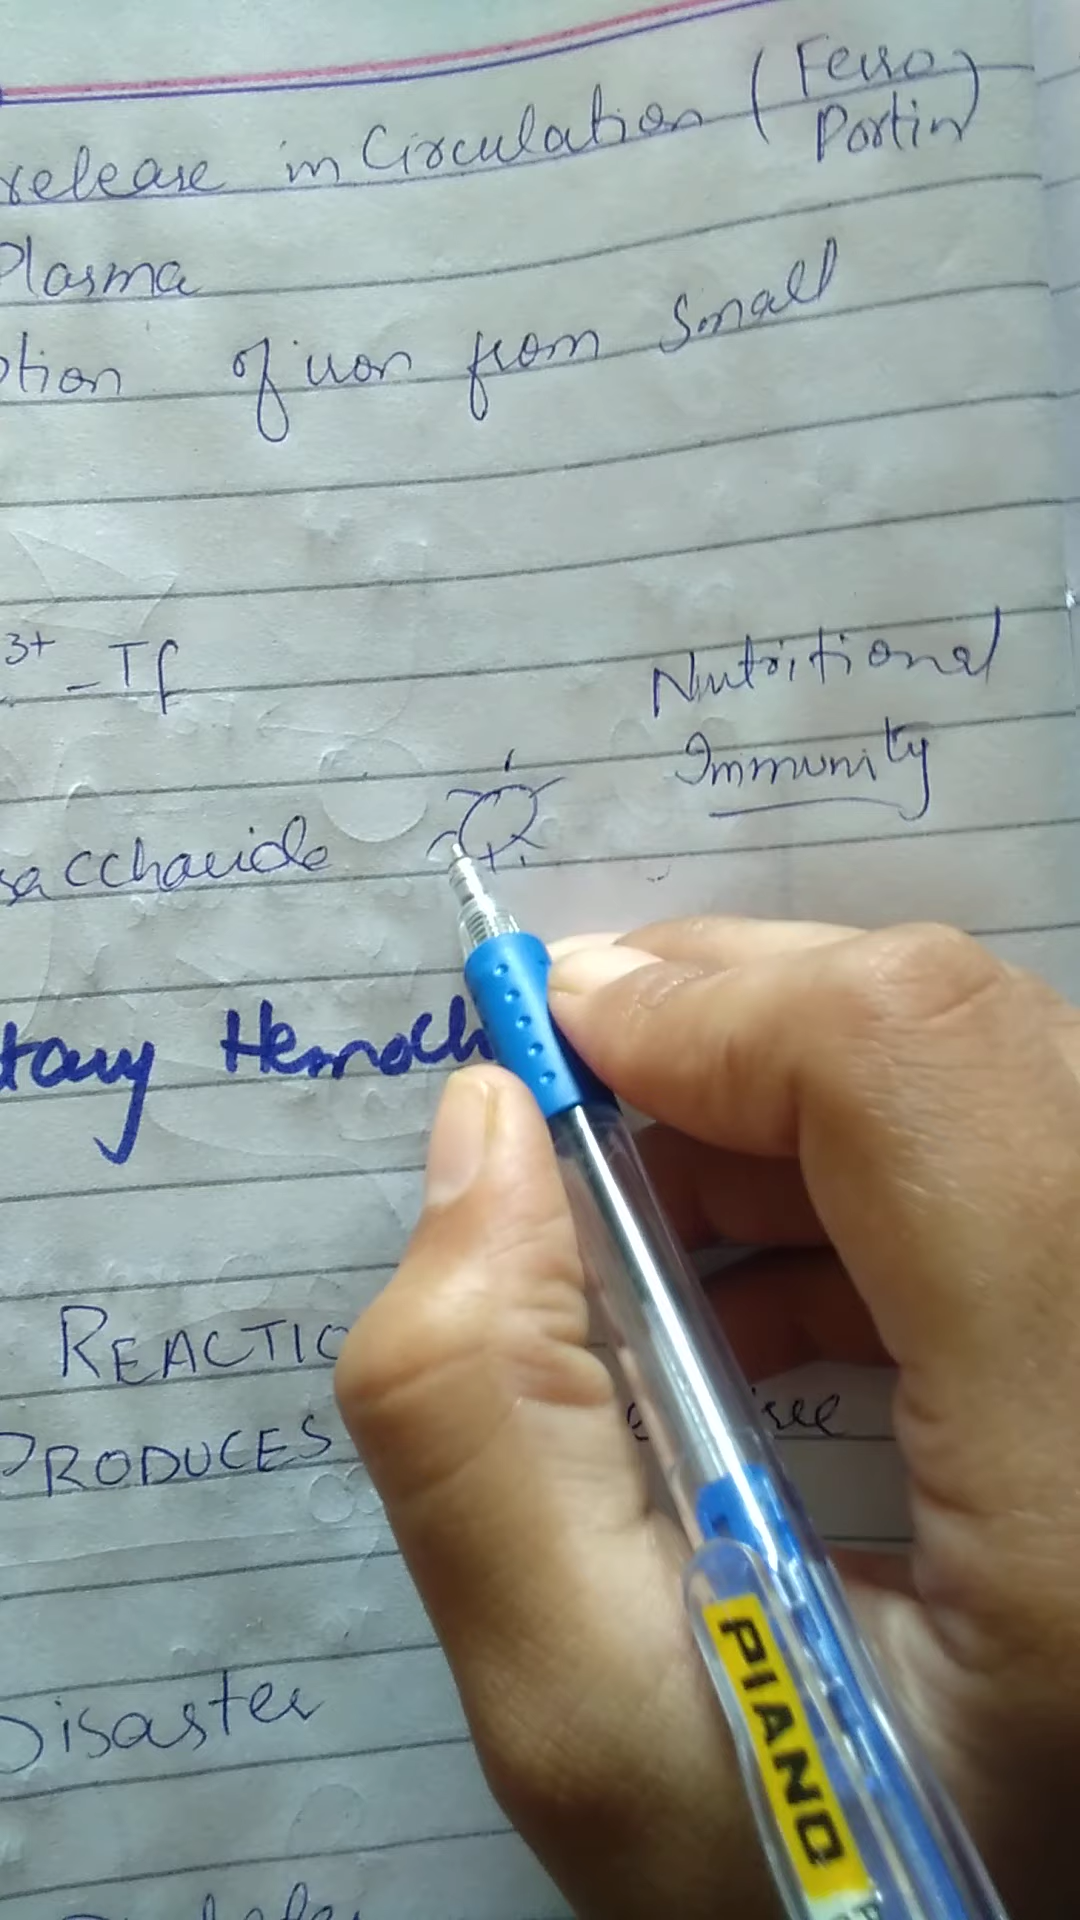 release in Circulation (Ferro
Portin)
Plasma
tion of iron from Small
3+ - Tf
Nutritional
Immunity
saccharide
tary Hemoch
REACTIO
PRODUCES
Disaster
PIANO